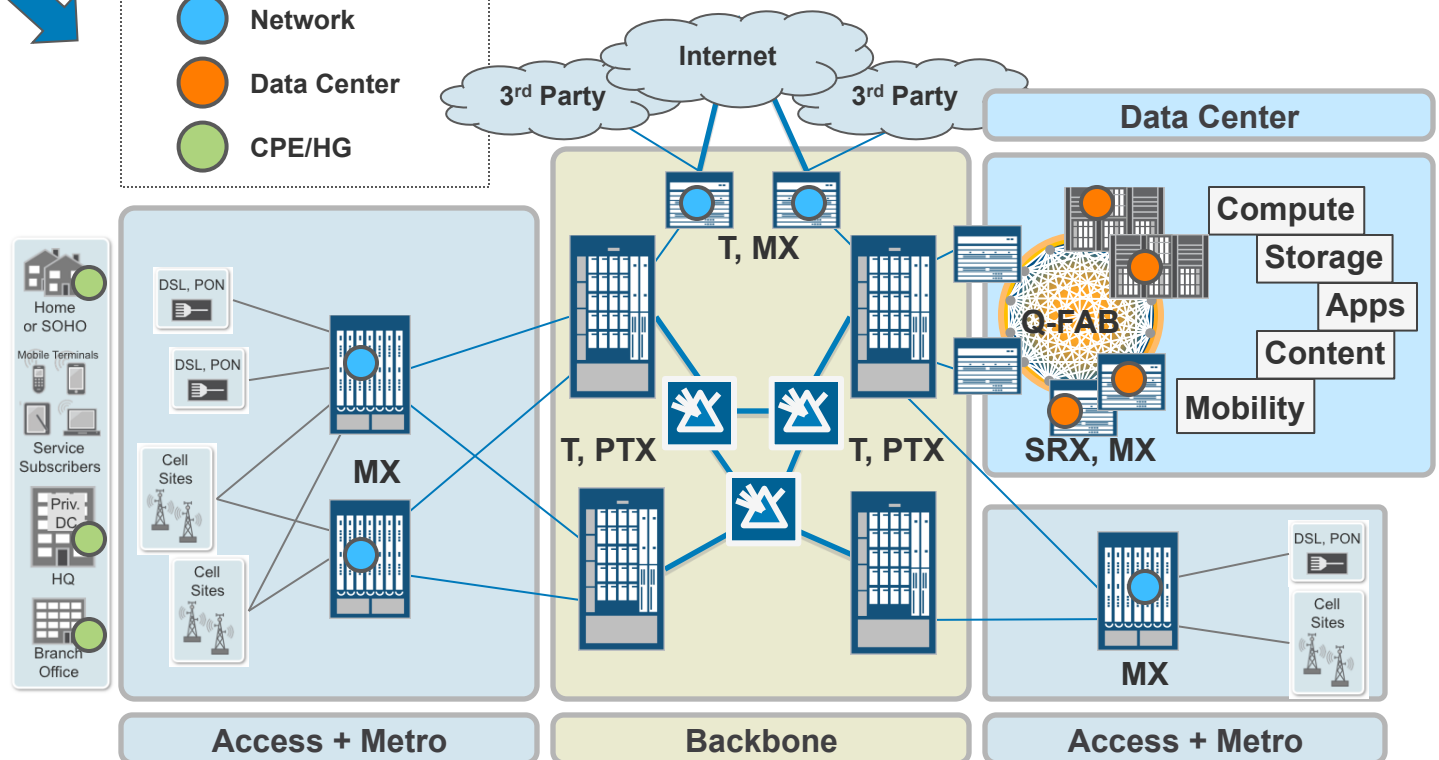 Network
Data Center
CPE/HG
Internet
3rd Party
3rd Party
Data Center
Home
or SOHO
Mobile Terminals
Service
Subscribers
Priv.
DC
HQ
Branch
Office
DSL, PON
DSL, PON
Cell
Sites
Cell
Sites
MX
Access + Metro
T, MX
T, PTX
T, PTX
Backbone
Q-FAB
Compute
Storage
Apps
Content
Mobility
SRX, MX
DSL, PON
Cell
Sites
MX
Access + Metro